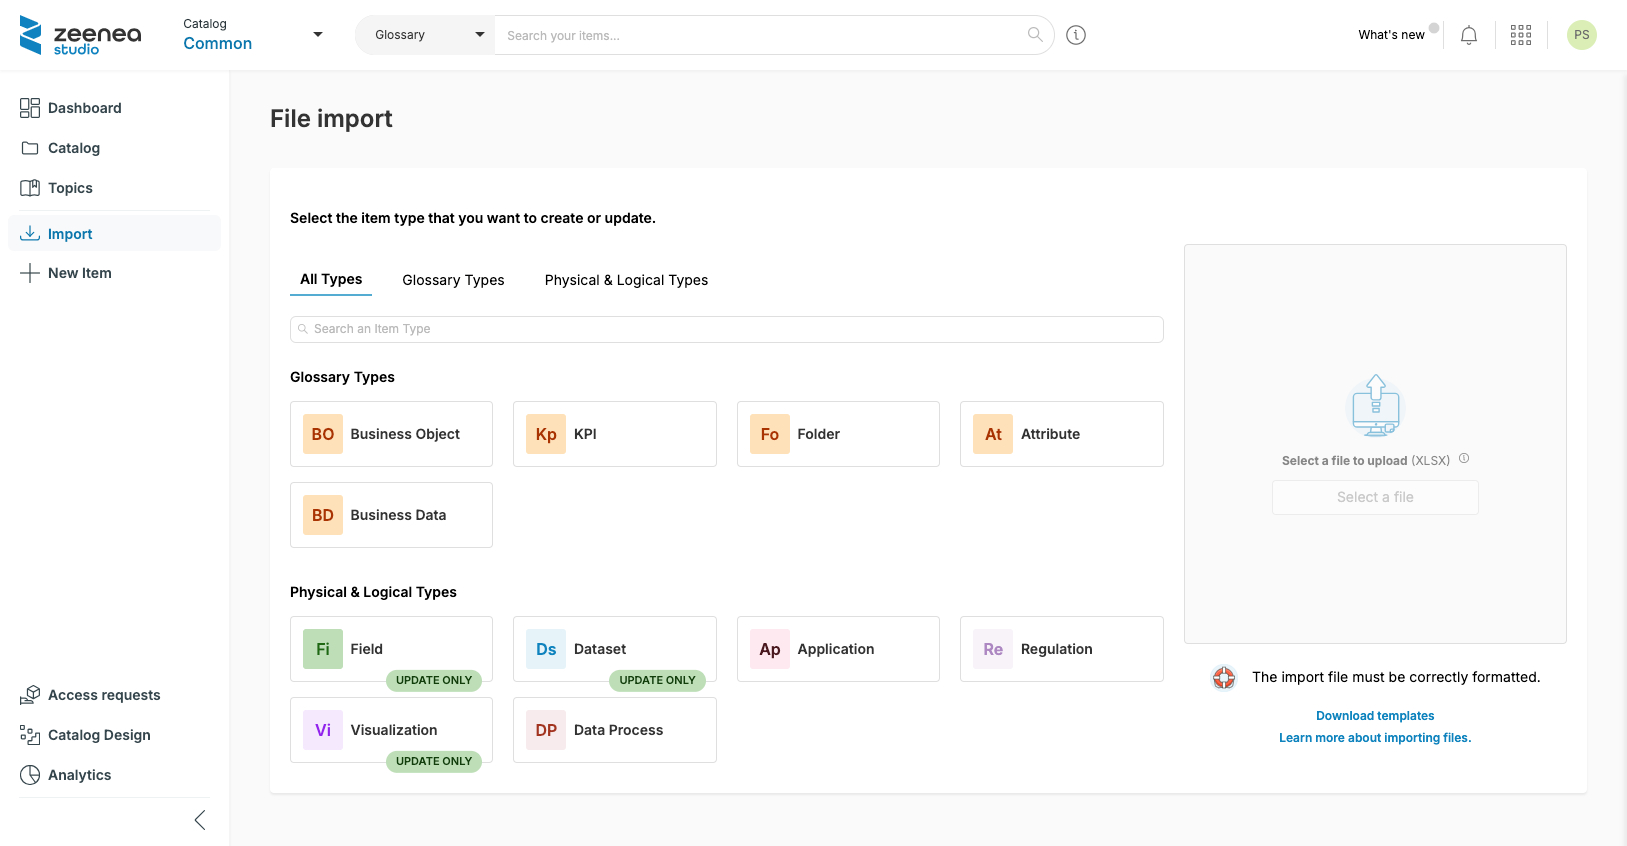 zeenea
studio
Catalog
Common
Glossary
Search your items...
What's new
PS
Dashboard
Catalog
Topics
Import
New Item
Access requests
Catalog Design
Analytics
File import
Select the item type that you want to create or update.
All Types
Glossary Types
Physical & Logical Types
Search an Item Type
Glossary Types
BO Business Object
Kp KPI
Fo Folder
At Attribute
BD Business Data
Physical & Logical Types
Fi Field
UPDATE ONLY
Ds Dataset
UPDATE ONLY
Ap Application
Re Regulation
Vi Visualization
UPDATE ONLY
DP Data Process
Select a file to upload (XLSX)
Select a file
The import file must be correctly formatted.
Download templates
Learn more about importing files.